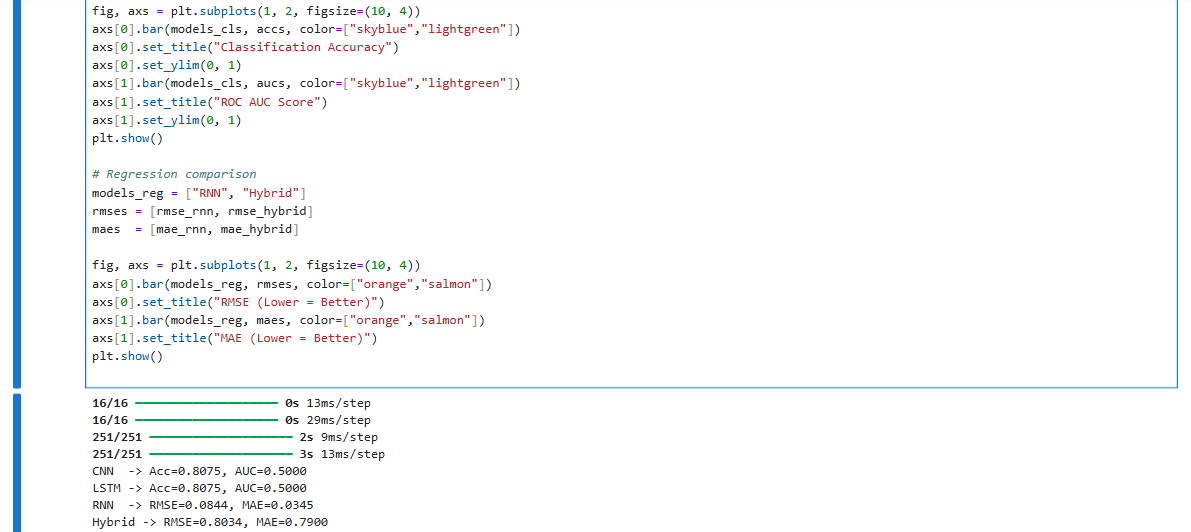 fig, axs = plt.subplots(1, 2, figsize=(10, 4))
axs[0].bar(models_cls, accs, color=["skyblue","lightgreen"])
axs[0].set_title("Classification Accuracy")
axs[0].set_ylim(0, 1)
axs[1].bar(models_cls, aucs, color=["skyblue","lightgreen"])
axs[1].set_title("ROC AUC Score")
axs[1].set_ylim(0, 1)
plt.show()
# Regression comparison
models_reg = ["RNN", "Hybrid"]
rmses = [rmse_rnn, rmse_hybrid]
maes  = [mae_rnn, mae_hybrid]
fig, axs = plt.subplots(1, 2, figsize=(10, 4))
axs[0].bar(models_reg, rmses, color=["orange","salmon"])
axs[0].set_title("RMSE (Lower = Better)")
axs[1].bar(models_reg, maes, color=["orange","salmon"])
axs[1].set_title("MAE (Lower = Better)")
plt.show()
16/16 ━━━━━━━━━━━━━━━━━━━━ 0s 13ms/step
16/16 ━━━━━━━━━━━━━━━━━━━━ 0s 29ms/step
251/251 ━━━━━━━━━━━━━━━━━━━━ 2s 9ms/step
251/251 ━━━━━━━━━━━━━━━━━━━━ 3s 13ms/step
CNN  -> Acc=0.8075, AUC=0.5000
LSTM -> Acc=0.8075, AUC=0.5000
RNN  -> RMSE=0.0844, MAE=0.0345
Hybrid -> RMSE=0.8034, MAE=0.7900